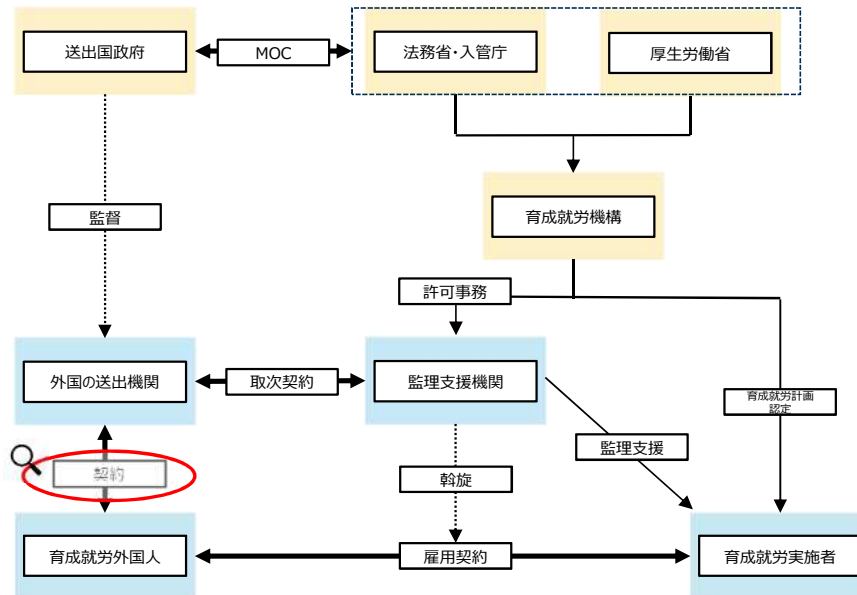 送出国政府
MOC
法務省・入管庁
厚生労働省
監督
育成就労機構
許可事務
外国の送出機関
取次契約
監理支援機関
育成就労計画
認定
契約
監理支援
斡旋
育成就労外国人
雇用契約
育成就労実施者